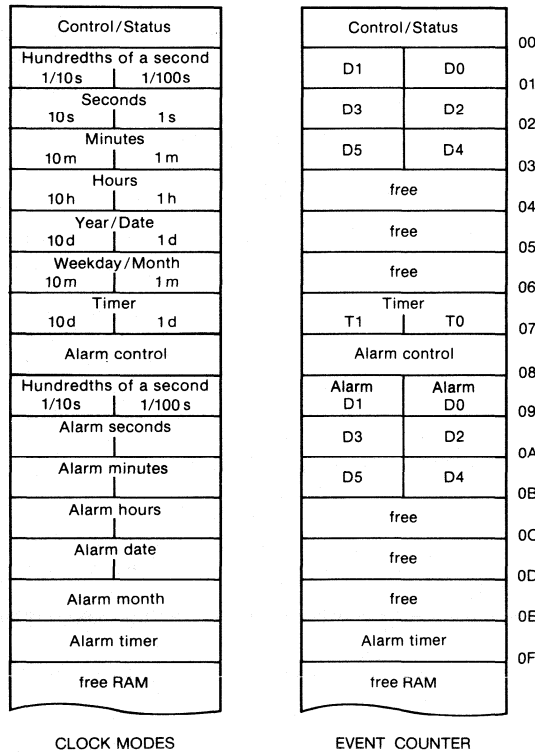 Control/Status
Hundredths of a second
1/10s 1/100s
Seconds
10s 1s
Minutes
10m 1m
Hours
10h 1h
Year/Date
10d 1d
Weekday/Month
10m 1m
Timer
10d 1d
Alarm control
Hundredths of a second
1/10s 1/100s
Alarm seconds
Alarm minutes
Alarm hours
Alarm date
Alarm month
Alarm timer
free RAM
CLOCK MODES
Control/Status
00
D1 D0
01
D3 D2
02
D5 D4
03
free
04
free
05
free
06
Timer
T1 T0
07
Alarm control
08
Alarm Alarm
D1 D0
09
D3 D2
0A
D5 D4
0B
free
0C
free
0D
free
0E
Alarm timer
0F
free RAM
EVENT COUNTER